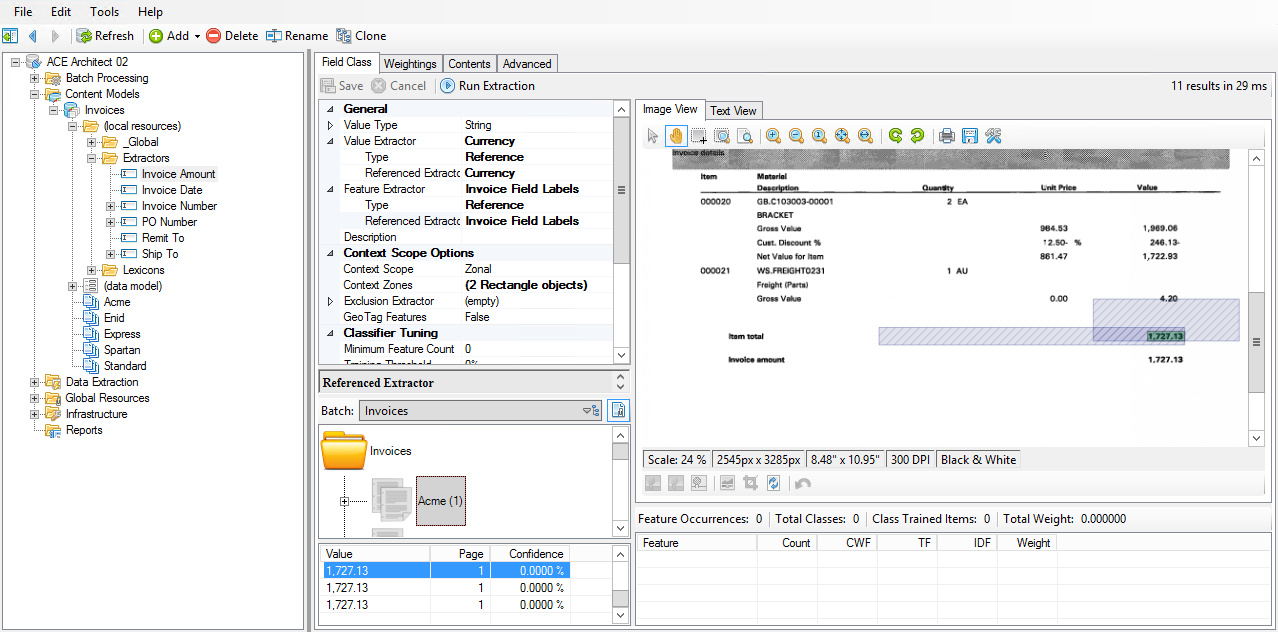 File Edit Tools Help
Refresh Add Delete Rename Clone
ACE Architect 02
Batch Processing
Content Models
Invoices
(local resources)
_Global
Extractors
Invoice Amount
Invoice Date
Invoice Number
PO Number
Remit To
Ship To
Lexicons
(data model)
Acme
Enid
Express
Spartan
Standard
Data Extraction
Global Resources
Infrastructure
Reports
Field Class Weightings Contents Advanced
Save Cancel Run Extraction 11 results in 29 ms
General
Value Type String
Value Extractor Currency
Type Reference
Referenced Extractc Currency
Feature Extractor Invoice Field Labels
Type Reference
Referenced Extractc Invoice Field Labels
Description
Context Scope Options
Context Scope Zonal
Context Zones (2 Rectangle objects)
Exclusion Extractor (empty)
GeoTag Features False
Classifier Tuning
Minimum Feature Count 0
Referenced Extractor
Batch: Invoices
Invoices
Acme (1)
Value Page Confidence
1,727.13 1 0.0000 %
1,727.13 1 0.0000 %
1,727.13 1 0.0000 %
Image View Text View
Invoice details
Item Material
Description Quantity Unit Price Value
000020 GB.C103003-00001 2 EA
BRACKET
Gross Value 984.53 1,969.06
Cust. Discount % 12.50- % 246.13-
Net Value for Item 861.47 1,722.93
000021 WS.FREIGHT0231 1 AU
Freight (Parts)
Gross Value 0.00 4.20
Item total 1,727.13
Invoice amount 1,727.13
Scale: 24 % 2545px x 3285px 8.48" x 10.95" 300 DPI Black & White
Feature Occurrences: 0 Total Classes: 0 Class Trained Items: 0 Total Weight: 0.000000
Feature Count CWF TF IDF Weight